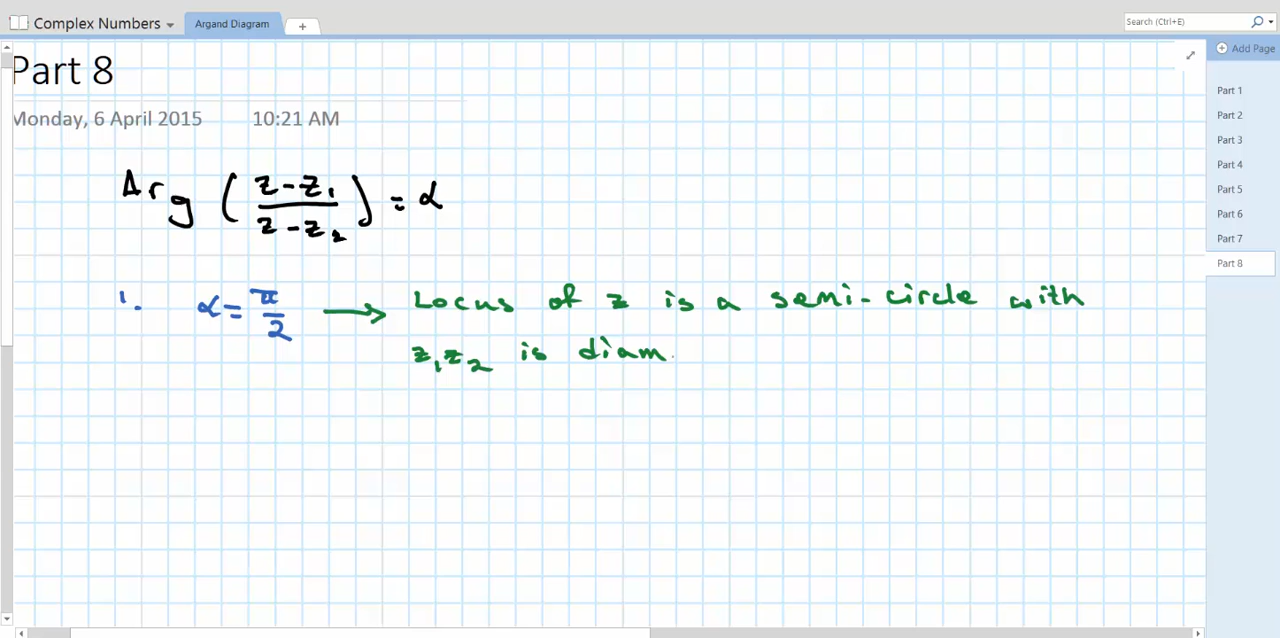 Complex Numbers
Argand Diagram
+
Search (Ctrl+E)
Part 8
Monday, 6 April 2015 10:21 AM
Arg ( z-z₁ / z-z₂ ) = α
1. α = π/2 → Locus of z is a semi-circle with
z₁z₂ is diam
Add Page
Part 1
Part 2
Part 3
Part 4
Part 5
Part 6
Part 7
Part 8